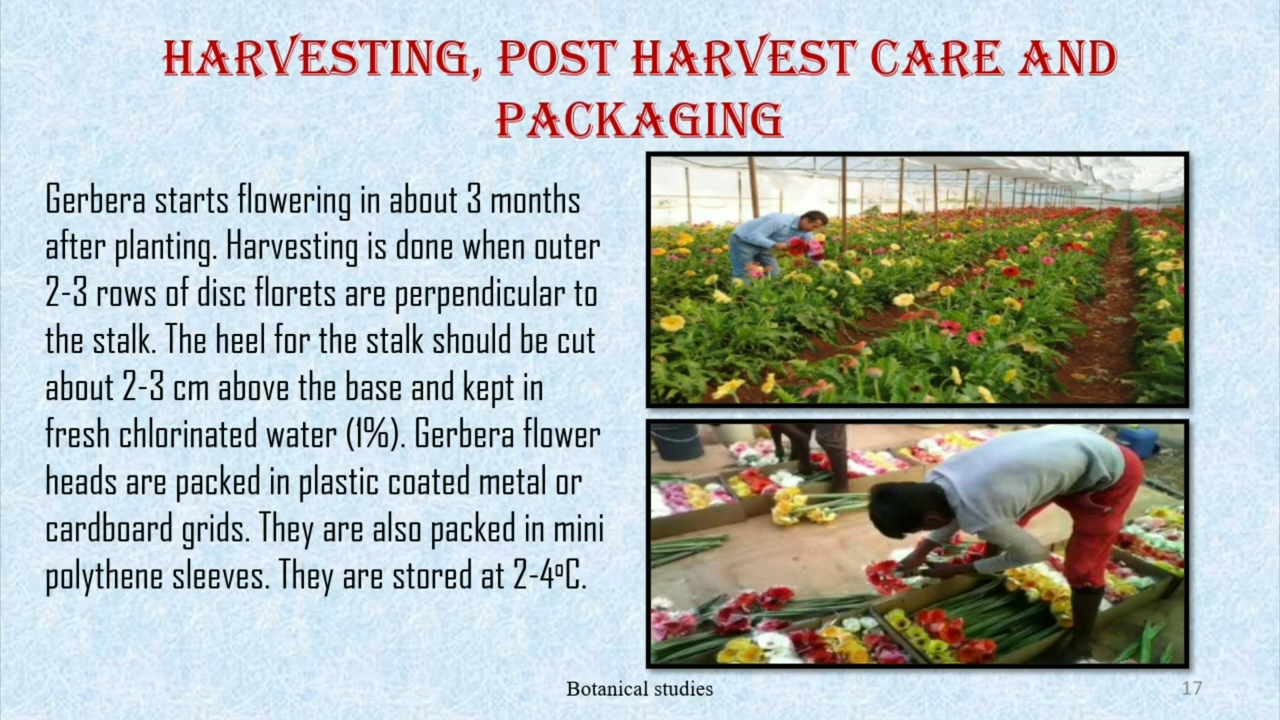 HARVESTING, POST HARVEST CARE AND
PACKAGING
Gerbera starts flowering in about 3 months
after planting. Harvesting is done when outer
2-3 rows of disc florets are perpendicular to
the stalk. The heel for the stalk should be cut
about 2-3 cm above the base and kept in
fresh chlorinated water (1%). Gerbera flower
heads are packed in plastic coated metal or
cardboard grids. They are also packed in mini
polythene sleeves. They are stored at 2-4ºC.
Botanical studies
17